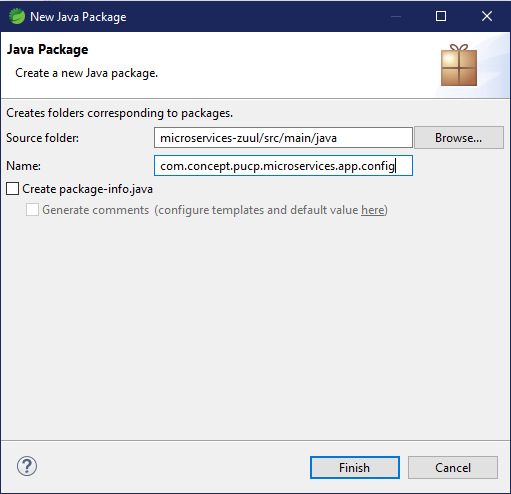 New Java Package
Java Package
Create a new Java package.
Creates folders corresponding to packages.
Source folder: microservices-zuul/src/main/java Browse...
Name: com.concept.pucp.microservices.app.config
Create package-info.java
Generate comments (configure templates and default value here)
? Finish Cancel